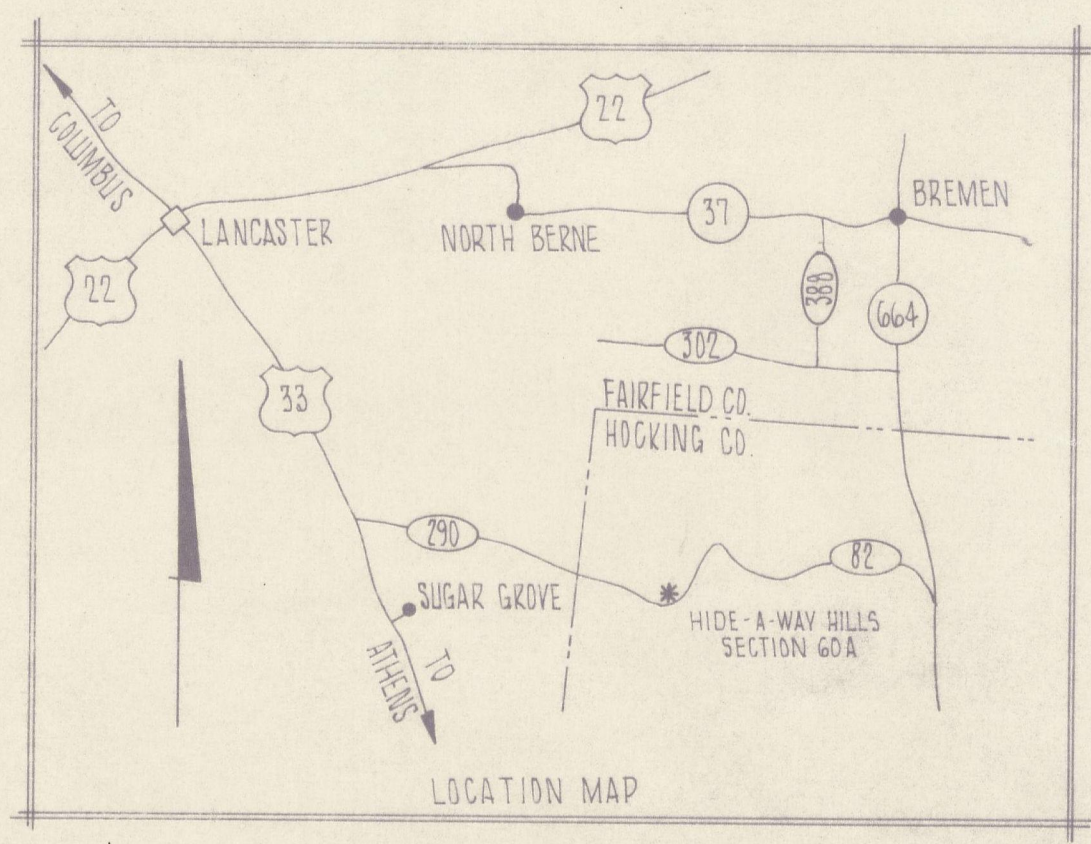 TO
COLUMBUS
22
LANCASTER
22
NORTH BERNE
37
BREMEN
388
664
302
33
FAIRFIELD CO.
HOCKING CO.
290
82
SUGAR GROVE
HIDE-A-WAY HILLS
SECTION 60A
TO
ATHENS
LOCATION MAP